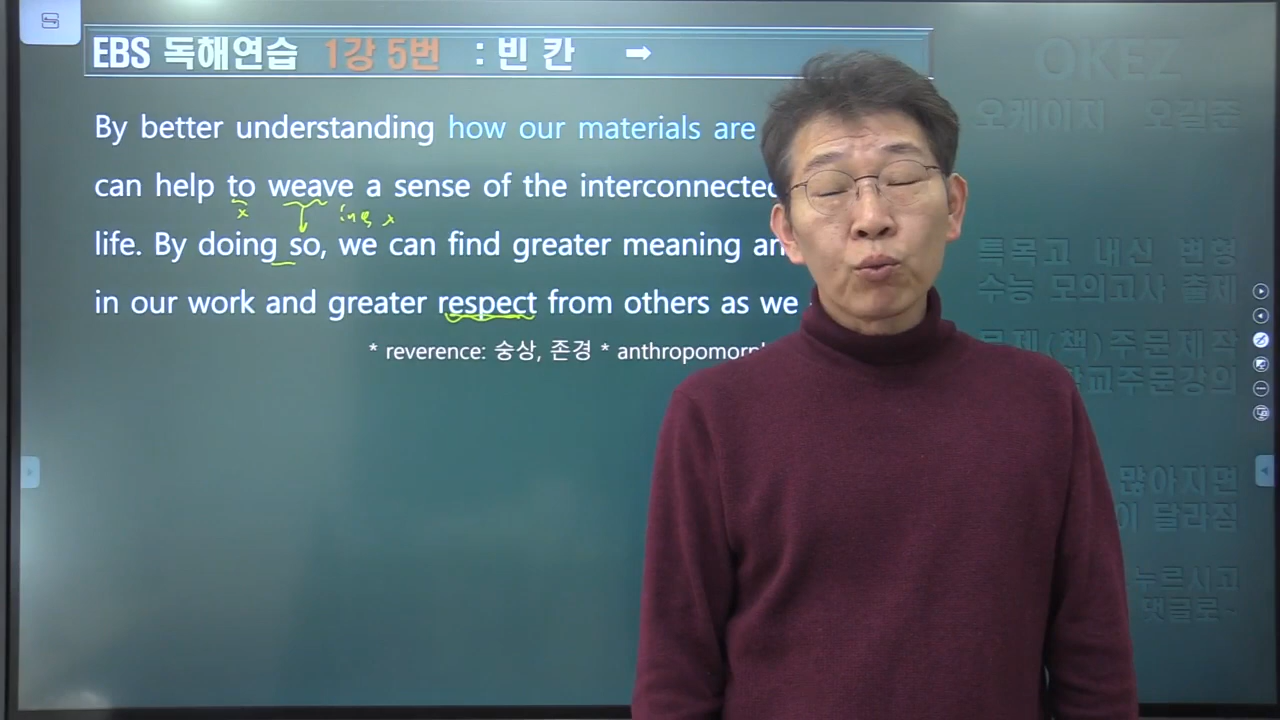 EBS 독해연습 1강 5번 : 빈 칸 ➡
OKEZ
오케이지 오길준
By better understanding how our materials are
can help to weave a sense of the interconnected
x ing x
life. By doing so, we can find greater meaning an
특목고 내신 변형
수능 모의고사 출제
in our work and greater respect from others as we
문제(책)주문제작
학교주문강의
* reverence: 숭상, 존경 * anthropomorp
많아지면
이 달라짐
누르시고
댓글로~